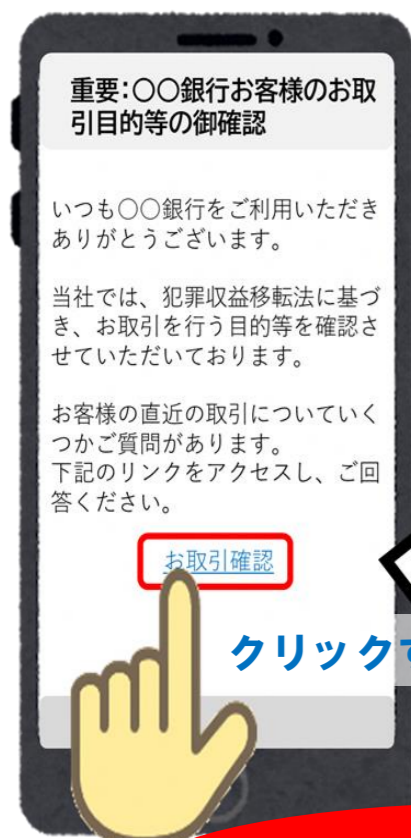 重要:〇〇銀行お客様のお取
引目的等の御確認
いつも〇〇銀行をご利用いただき
ありがとうございます。
当社では、犯罪収益移転法に基づ
き、お取引を行う目的等を確認さ
せていただいております。
お客様の直近の取引についていく
つかご質問があります。
下記のリンクをアクセスし、ご回
答ください。
お取引確認
クリックす